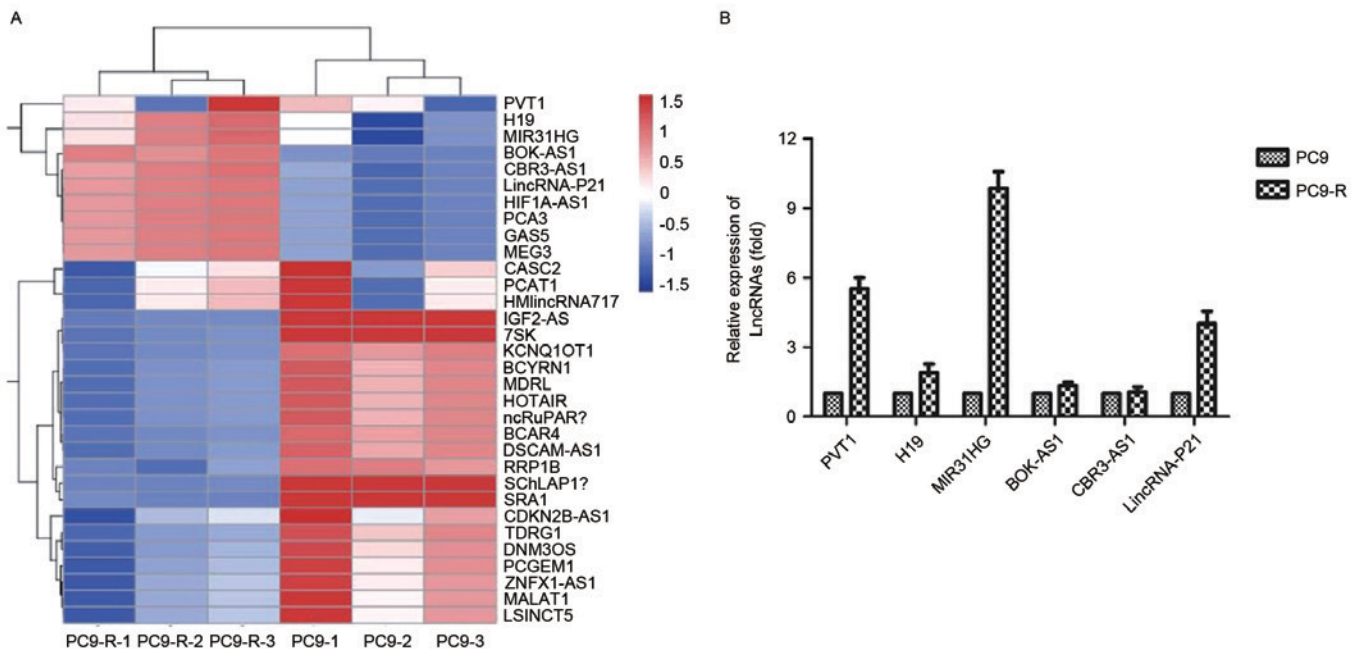 A
PVT1
H19
MIR31HG
BOK-AS1
CBR3-AS1
LincRNA-P21
HIF1A-AS1
PCA3
GAS5
MEG3
CASC2
PCAT1
HMlincRNA717
IGF2-AS
7SK
KCNQ1OT1
BCYRN1
MDRL
HOTAIR
ncRuPAR?
BCAR4
DSCAM-AS1
RRP1B
SChLAP1?
SRA1
CDKN2B-AS1
TDRG1
DNM3OS
PCGEM1
ZNFX1-AS1
MALAT1
LSINCT5
PC9-R-1 PC9-R-2 PC9-R-3 PC9-1 PC9-2 PC9-3
1.5
1
0.5
0
-0.5
-1
-1.5
B
Relative expression of
LncRNAs (fold)
12
9
6
3
0
PVT1
H19
MIR31HG
BOK-AS1
CBR3-AS1
LincRNA-P21
PC9
PC9-R